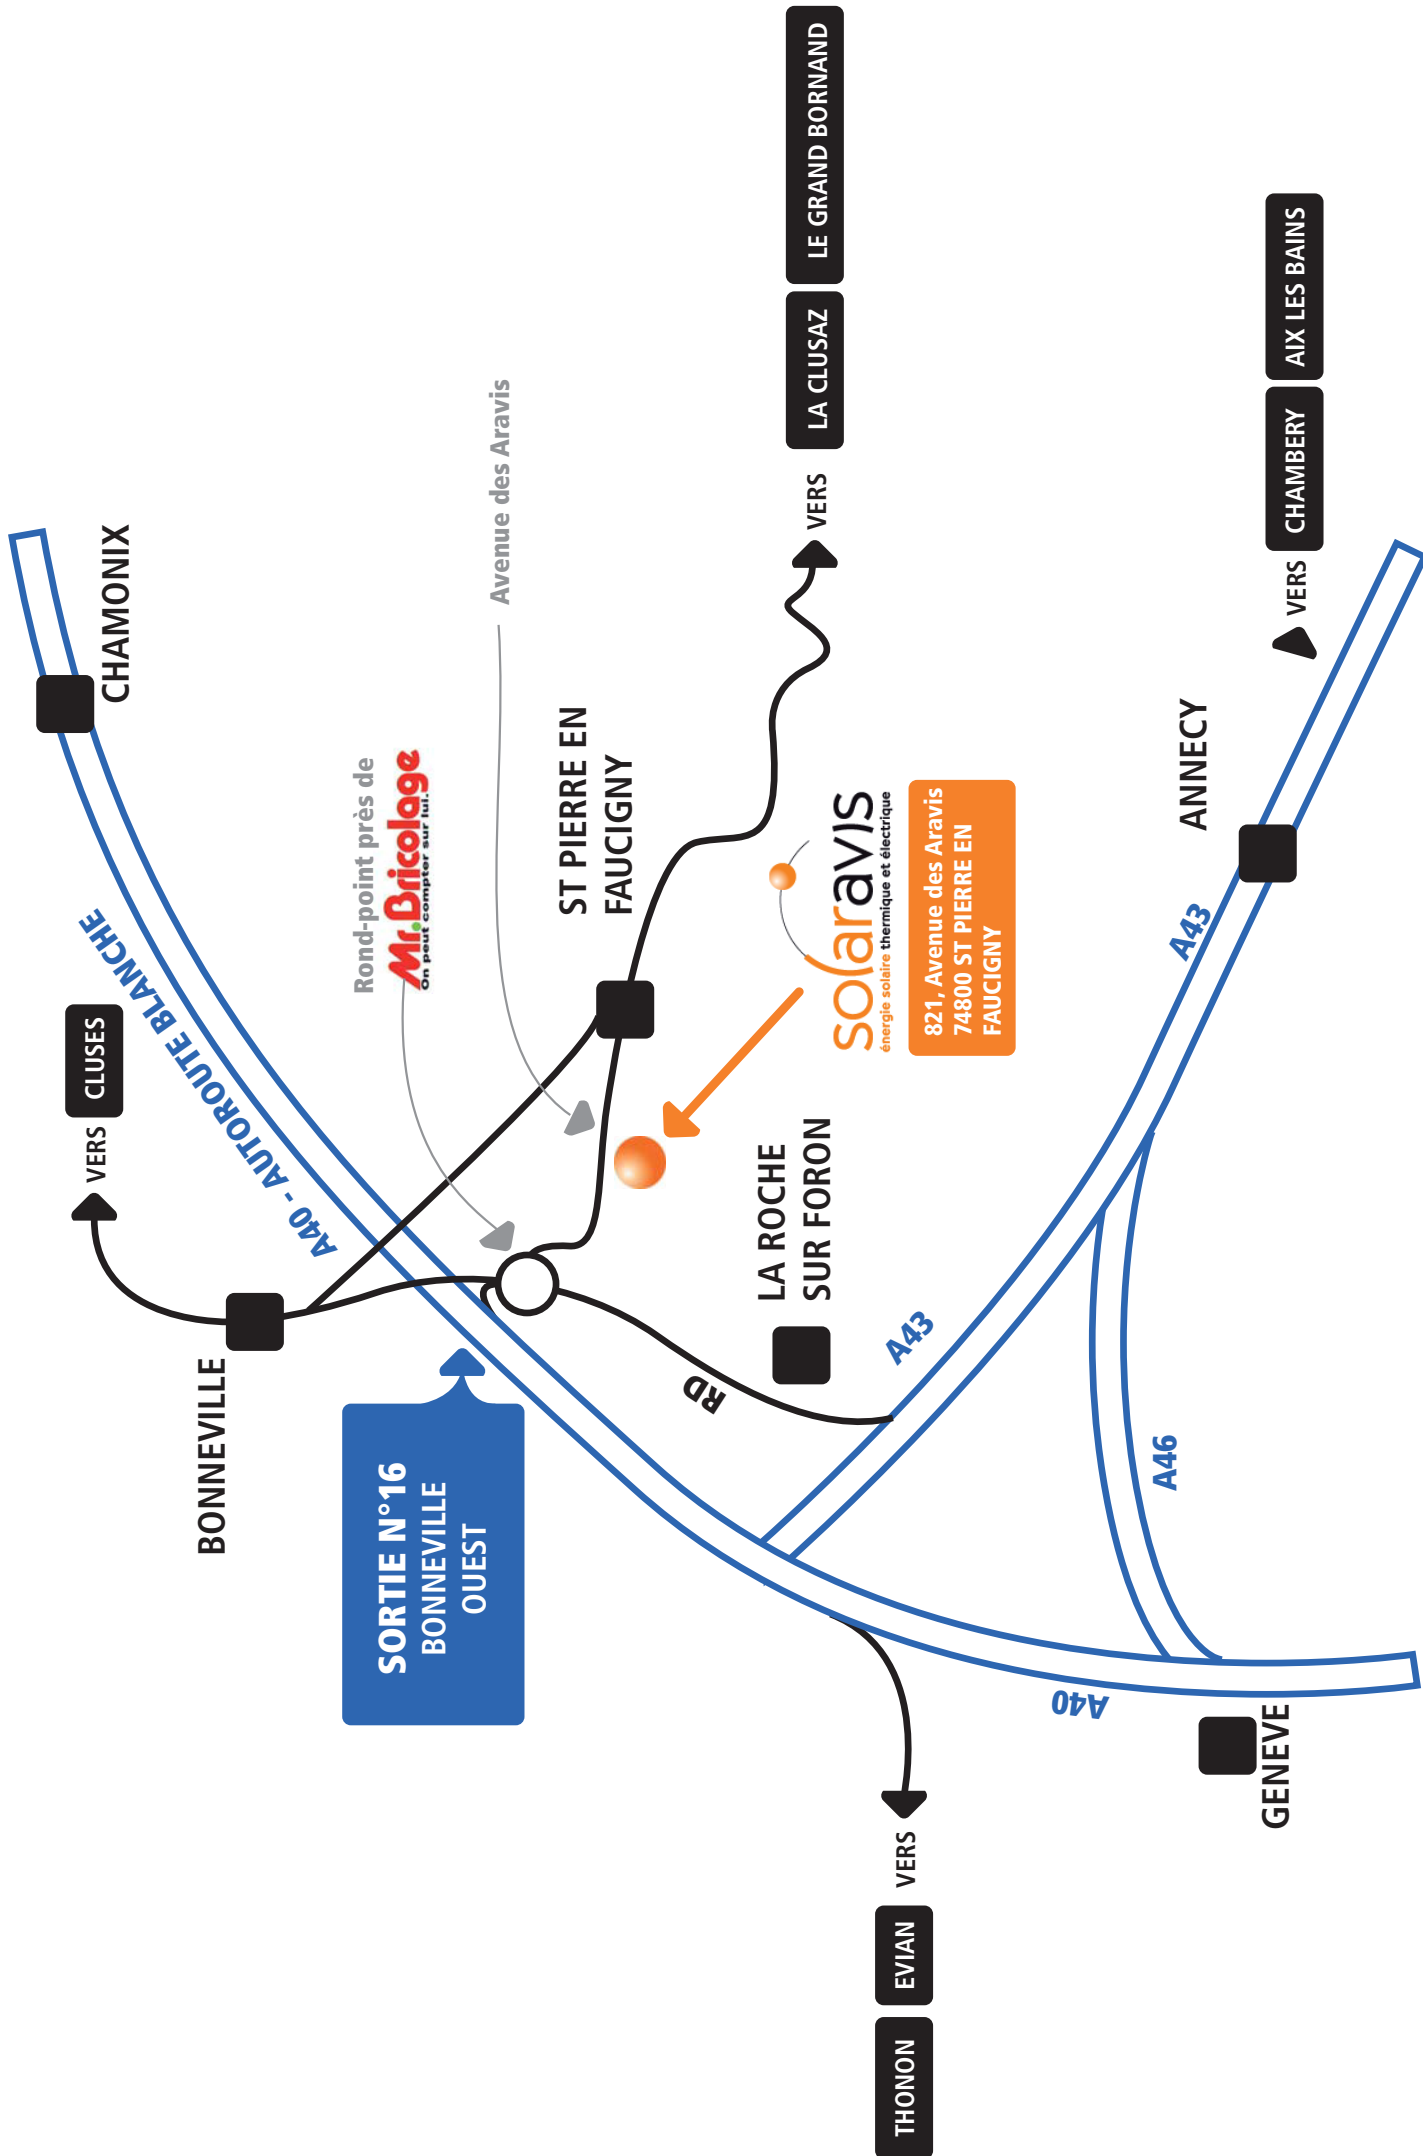 VERS
CLUSES
BONNEVILLE
CHAMONIX
A40 - AUTOROUTE BLANCHE
SORTIE N°16
BONNEVILLE
OUEST
Rond-point près de
Mr.Bricolage
On peut compter sur lui.
Avenue des Aravis
ST PIERRE EN
FAUCIGNY
RD
LA ROCHE
SUR FORON
solaravis
énergie solaire thermique et électrique
821, Avenue des Aravis
74800 ST PIERRE EN
FAUCIGNY
VERS
LA CLUSAZ
LE GRAND BORNAND
THONON
EVIAN
VERS
A43
A43
A40
A46
GENEVE
ANNECY
VERS
CHAMBERY
AIX LES BAINS